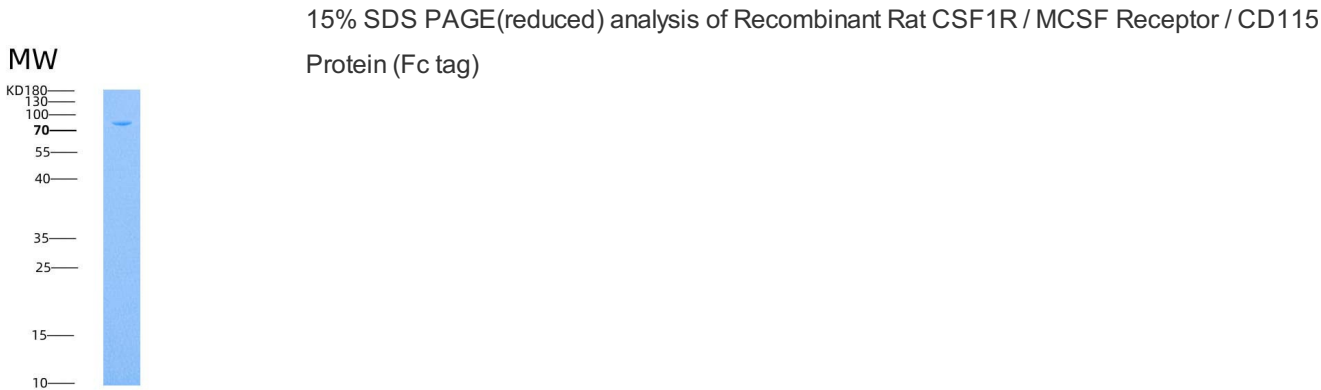 15% SDS PAGE(reduced) analysis of Recombinant Rat CSF1R / MCSF Receptor / CD115
Protein (Fc tag)
MW
KD180
130
100
70
55
40
35
25
15
10